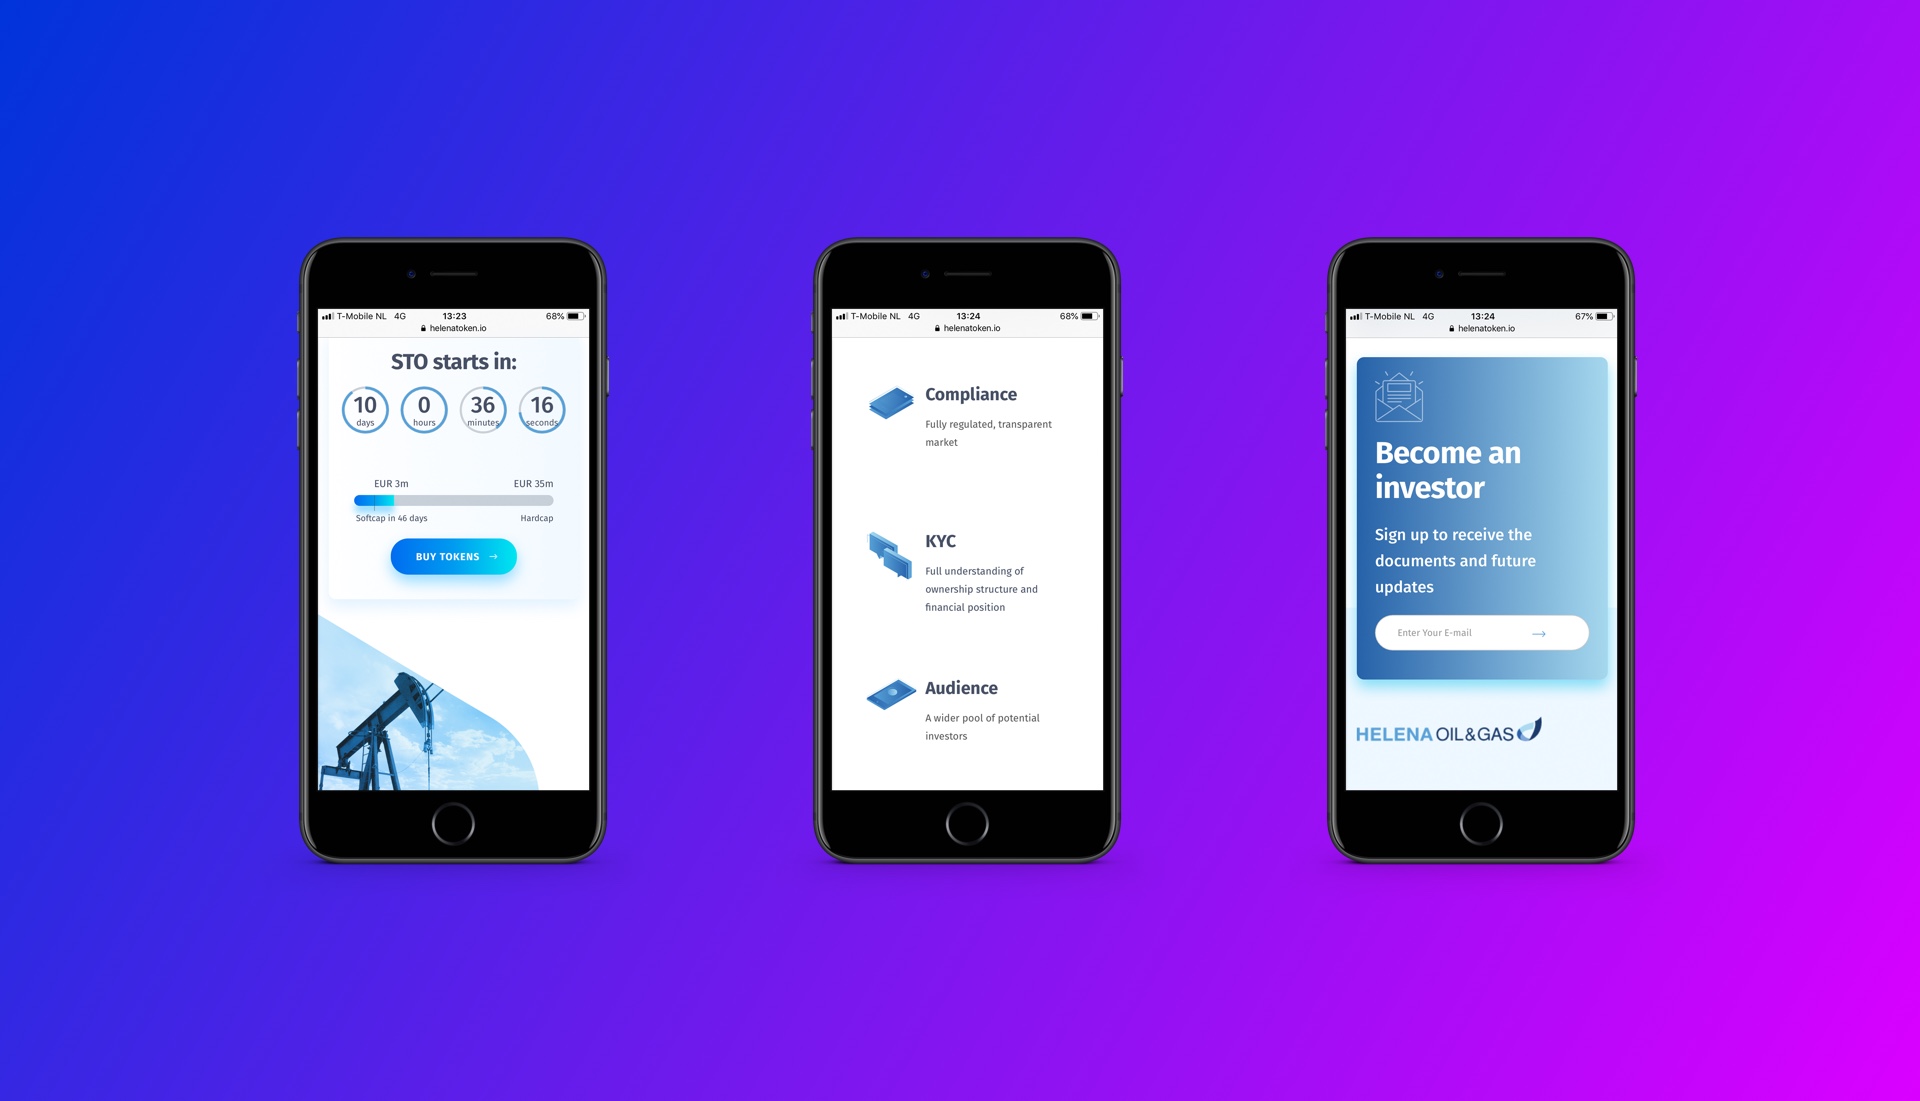 T-Mobile NL 4G 13:23 68%
helenatoken.io
STO starts in:
10 0 36 16
days hours minutes seconds
EUR 3m EUR 35m
Softcap in 46 days Hardcap
BUY TOKENS →
T-Mobile NL 4G 13:24 68%
helenatoken.io
Compliance
Fully regulated, transparent
market
KYC
Full understanding of
ownership structure and
financial position
Audience
A wider pool of potential
investors
T-Mobile NL 4G 13:24 67%
helenatoken.io
Become an
investor
Sign up to receive the
documents and future
updates
Enter Your E-mail →
HELENA OIL&GAS